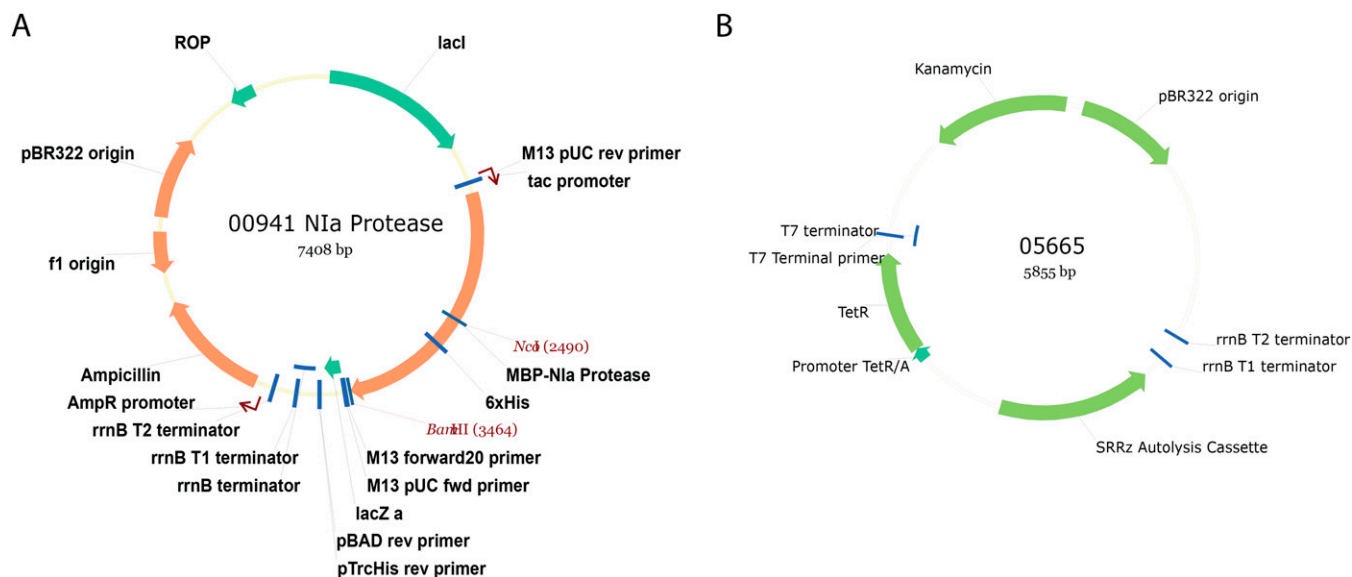 A
ROP
lacI
pBR322 origin
M13 pUC rev primer
tac promoter
00941 NIa Protease
7408 bp
f1 origin
NcoI (2490)
MBP-NIa Protease
6xHis
BamHI (3464)
Ampicillin
AmpR promoter
rrnB T2 terminator
rrnB T1 terminator
rrnB terminator
M13 forward20 primer
M13 pUC fwd primer
lacZ a
pBAD rev primer
pTrcHis rev primer
B
Kanamycin
pBR322 origin
T7 terminator
T7 Terminal primer
05665
5855 bp
TetR
Promoter TetR/A
rrnB T2 terminator
rrnB T1 terminator
SRRz Autolysis Cassette